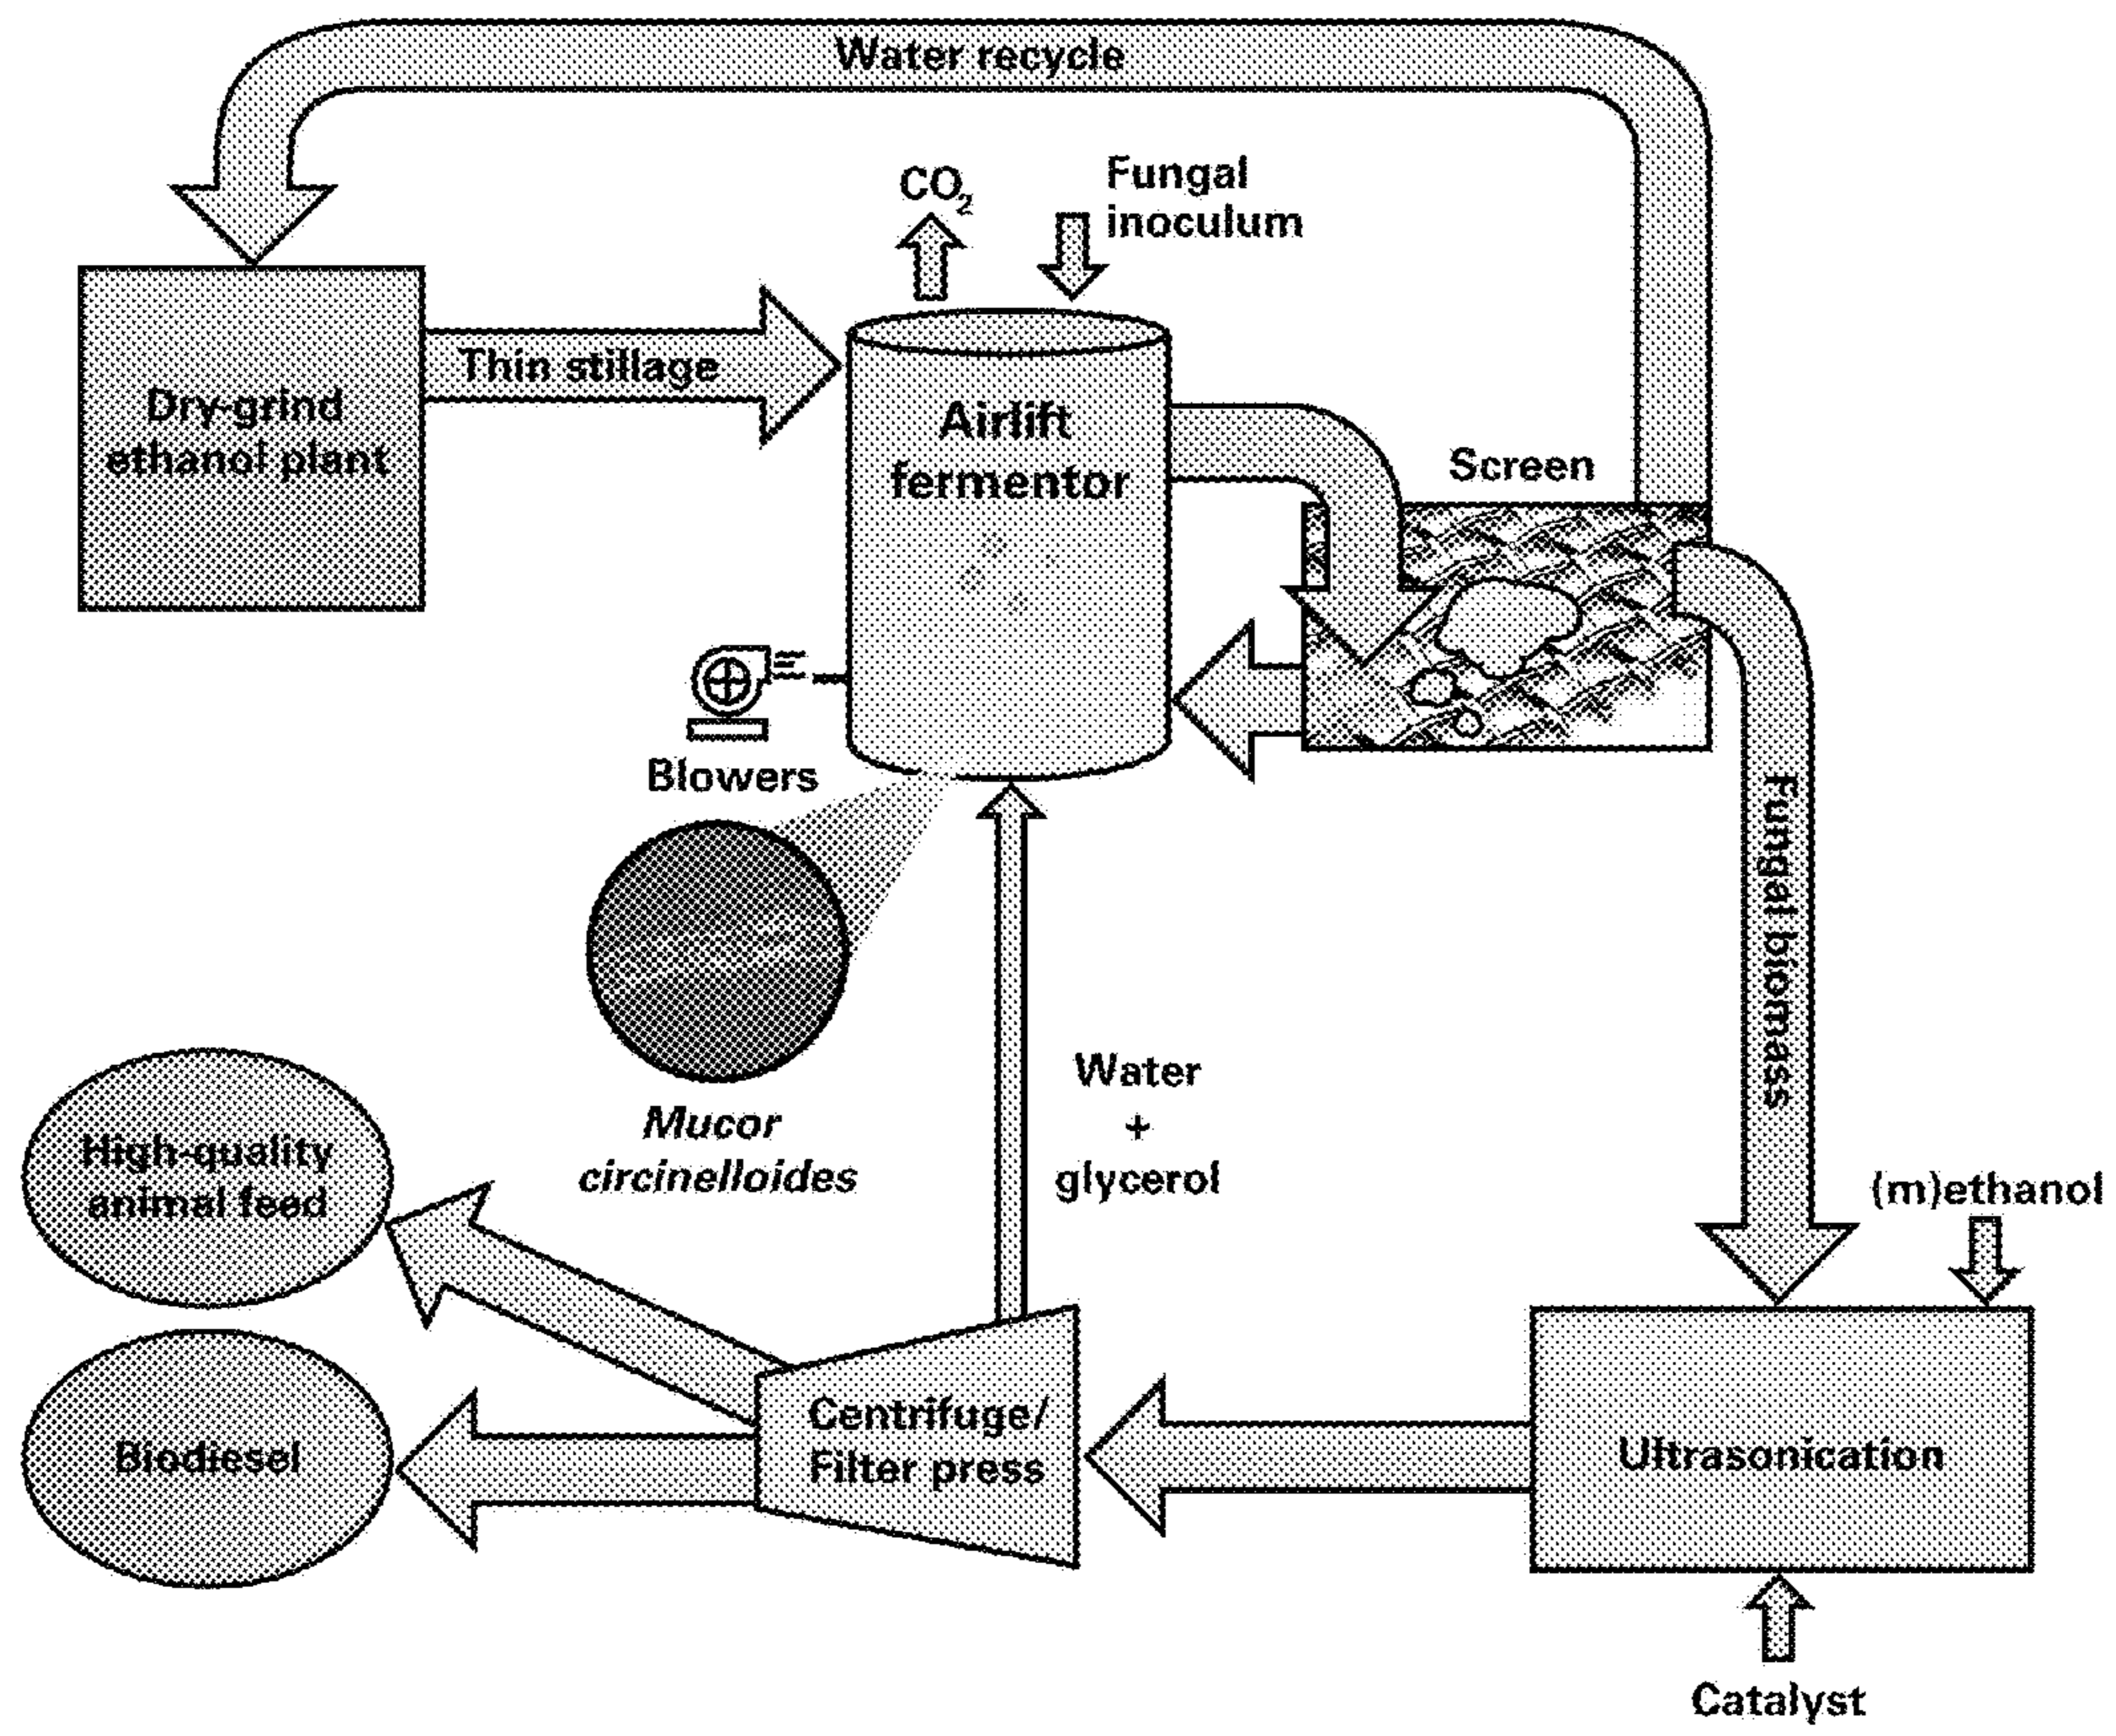 Water recycle
CO₂
Fungal
inoculum
Thin stillage
Dry-grind
ethanol plant
Airlift
fermentor
Screen
Blowers
Fungal biomass
Mucor
circinelloides
Water
+
glycerol
High-quality
animal feed
(m)ethanol
Centrifuge/
Filter press
Ultrasonication
Biodiesel
Catalyst